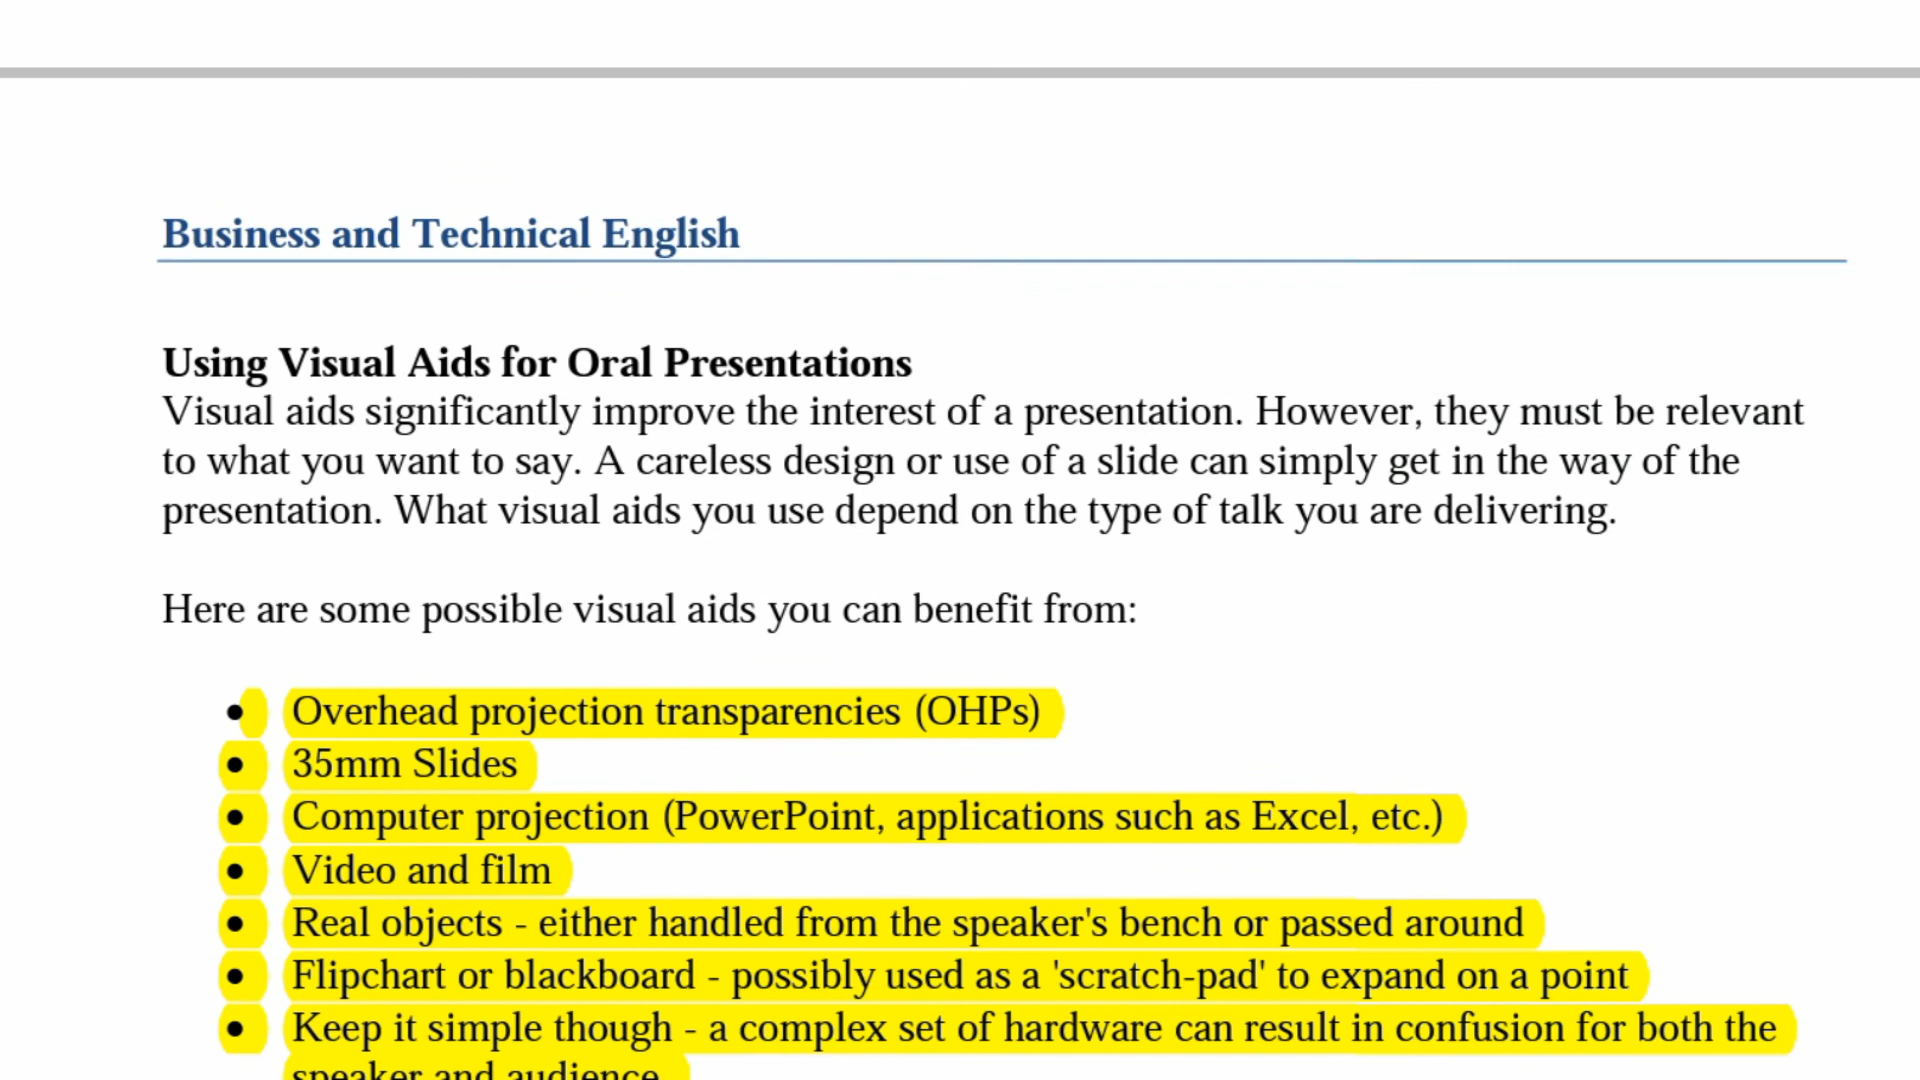 Business and Technical English
Using Visual Aids for Oral Presentations
Visual aids significantly improve the interest of a presentation. However, they must be relevant
to what you want to say. A careless design or use of a slide can simply get in the way of the
presentation. What visual aids you use depend on the type of talk you are delivering.
Here are some possible visual aids you can benefit from:
• Overhead projection transparencies (OHPs)
• 35mm Slides
• Computer projection (PowerPoint, applications such as Excel, etc.)
• Video and film
• Real objects - either handled from the speaker's bench or passed around
• Flipchart or blackboard - possibly used as a 'scratch-pad' to expand on a point
• Keep it simple though - a complex set of hardware can result in confusion for both the
speaker and audience